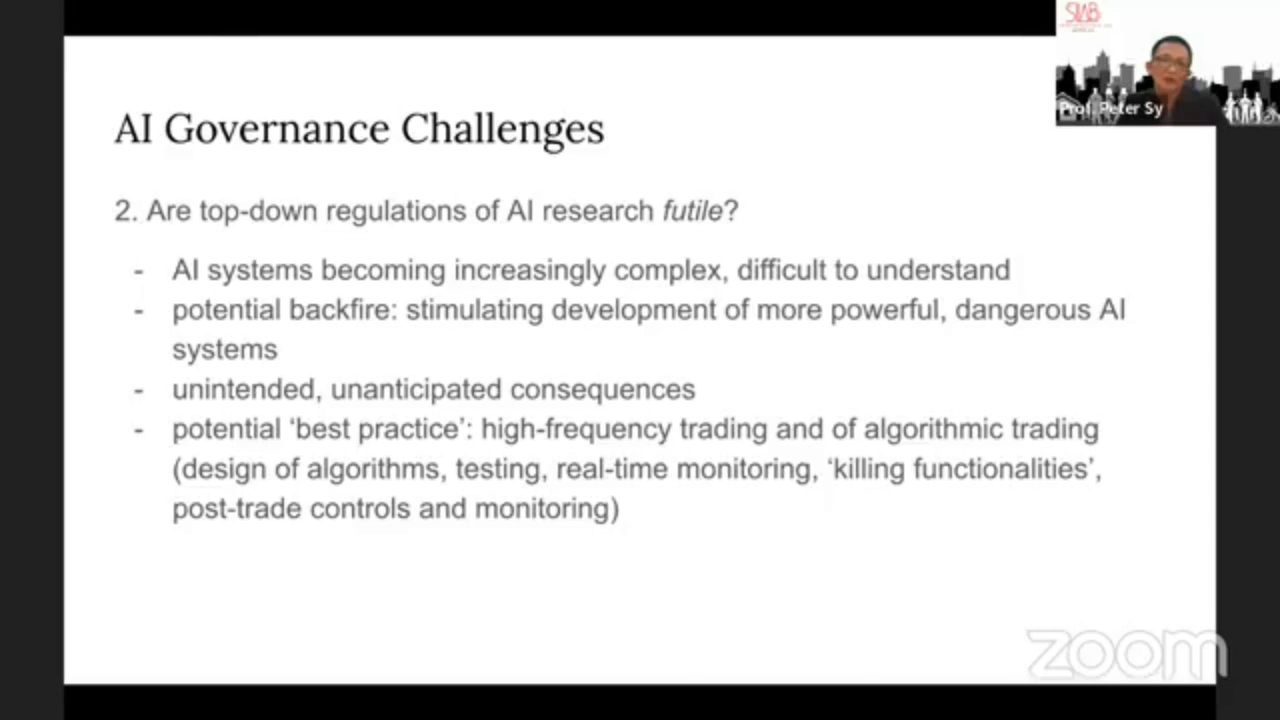 SWB
Prof. Peter Sy
AI Governance Challenges
2. Are top-down regulations of AI research futile?
- AI systems becoming increasingly complex, difficult to understand
- potential backfire: stimulating development of more powerful, dangerous AI
systems
- unintended, unanticipated consequences
- potential ‘best practice’: high-frequency trading and of algorithmic trading
(design of algorithms, testing, real-time monitoring, ‘killing functionalities’,
post-trade controls and monitoring)
zoom